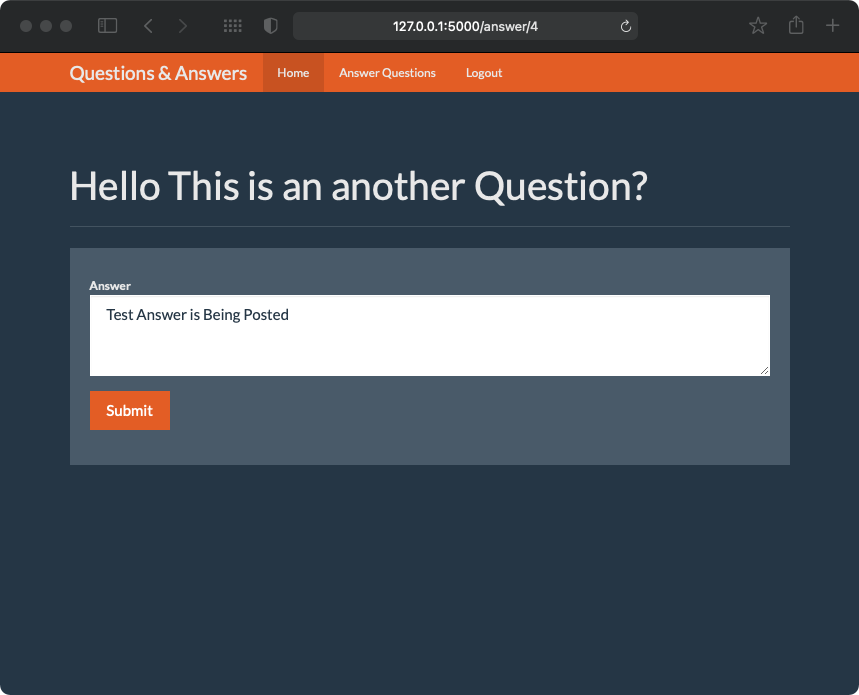 127.0.0.1:5000/answer/4
Questions & Answers Home Answer Questions Logout
Hello This is an another Question?
Answer
Test Answer is Being Posted
Submit